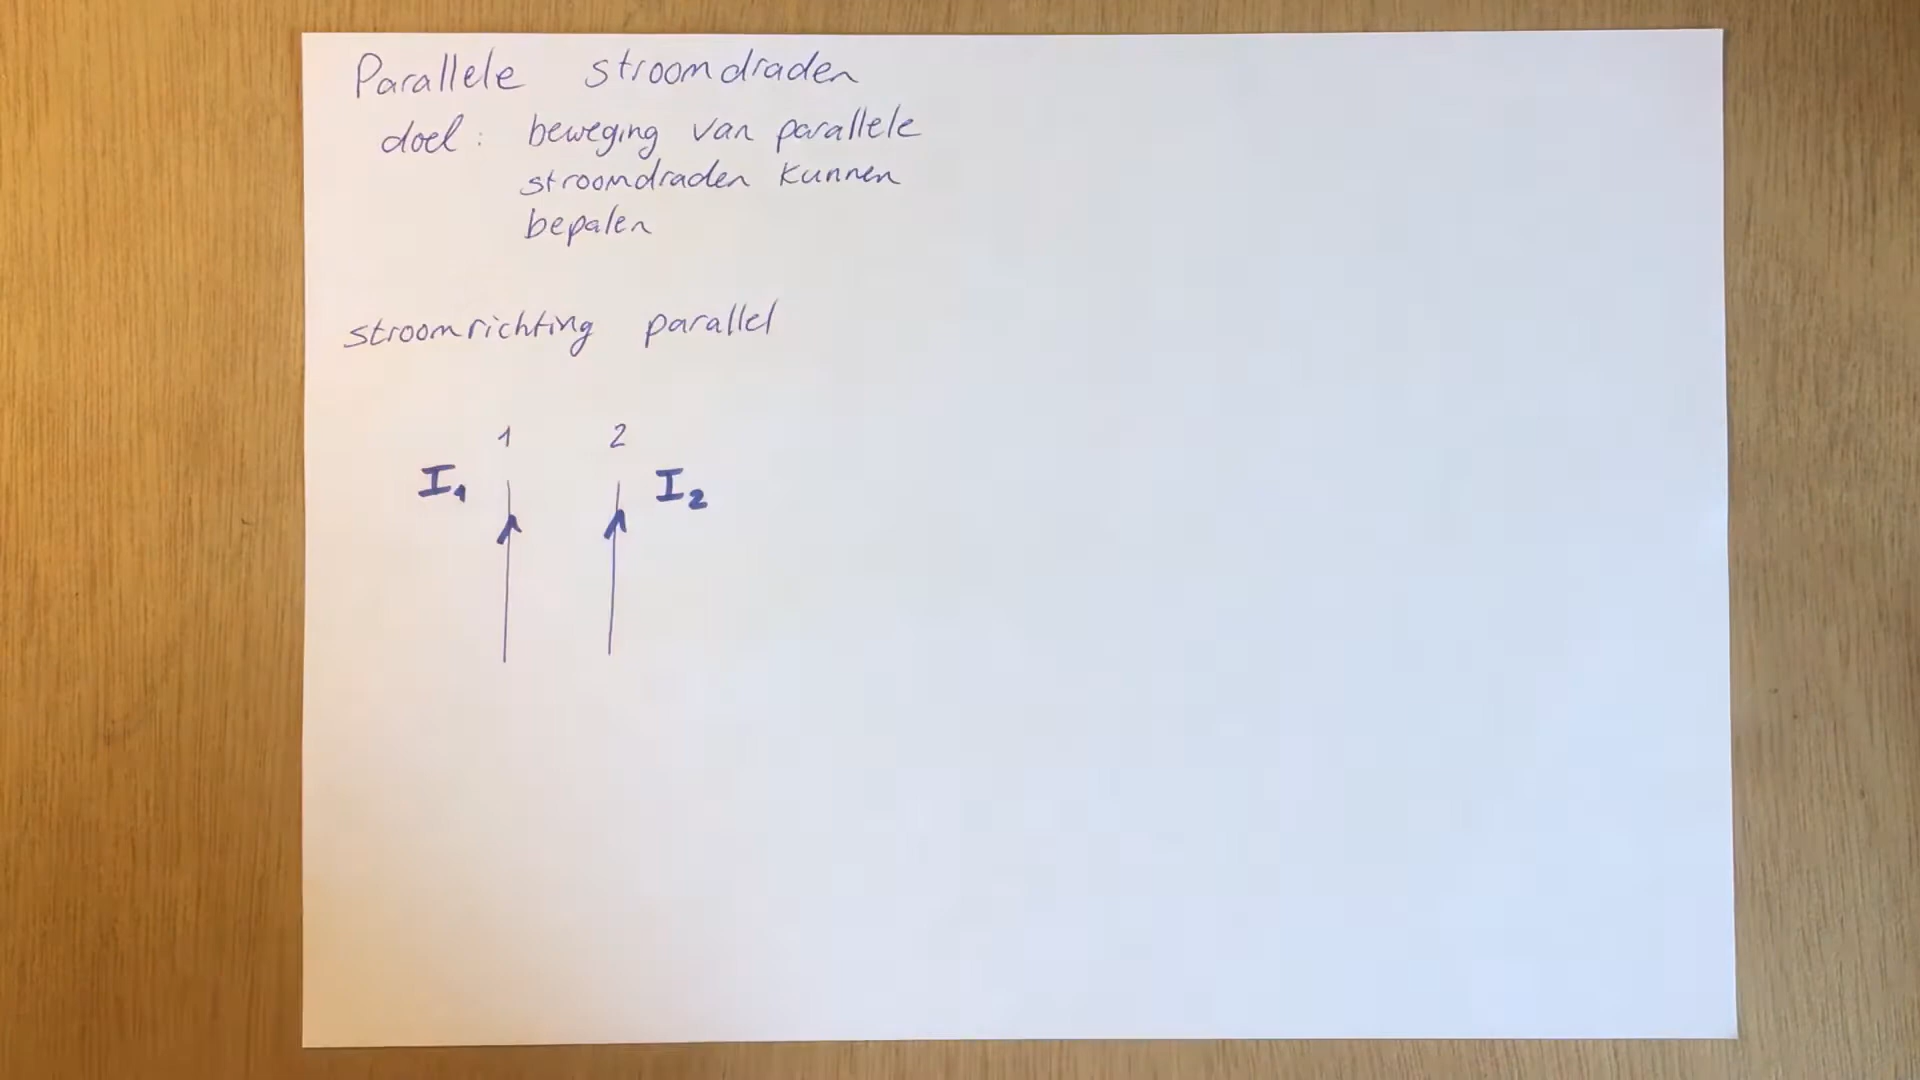 Parallele stroomdraden
doel: beweging van parallele
stroomdraden kunnen
bepalen
stroomrichting parallel
1 2
I₁ I₂